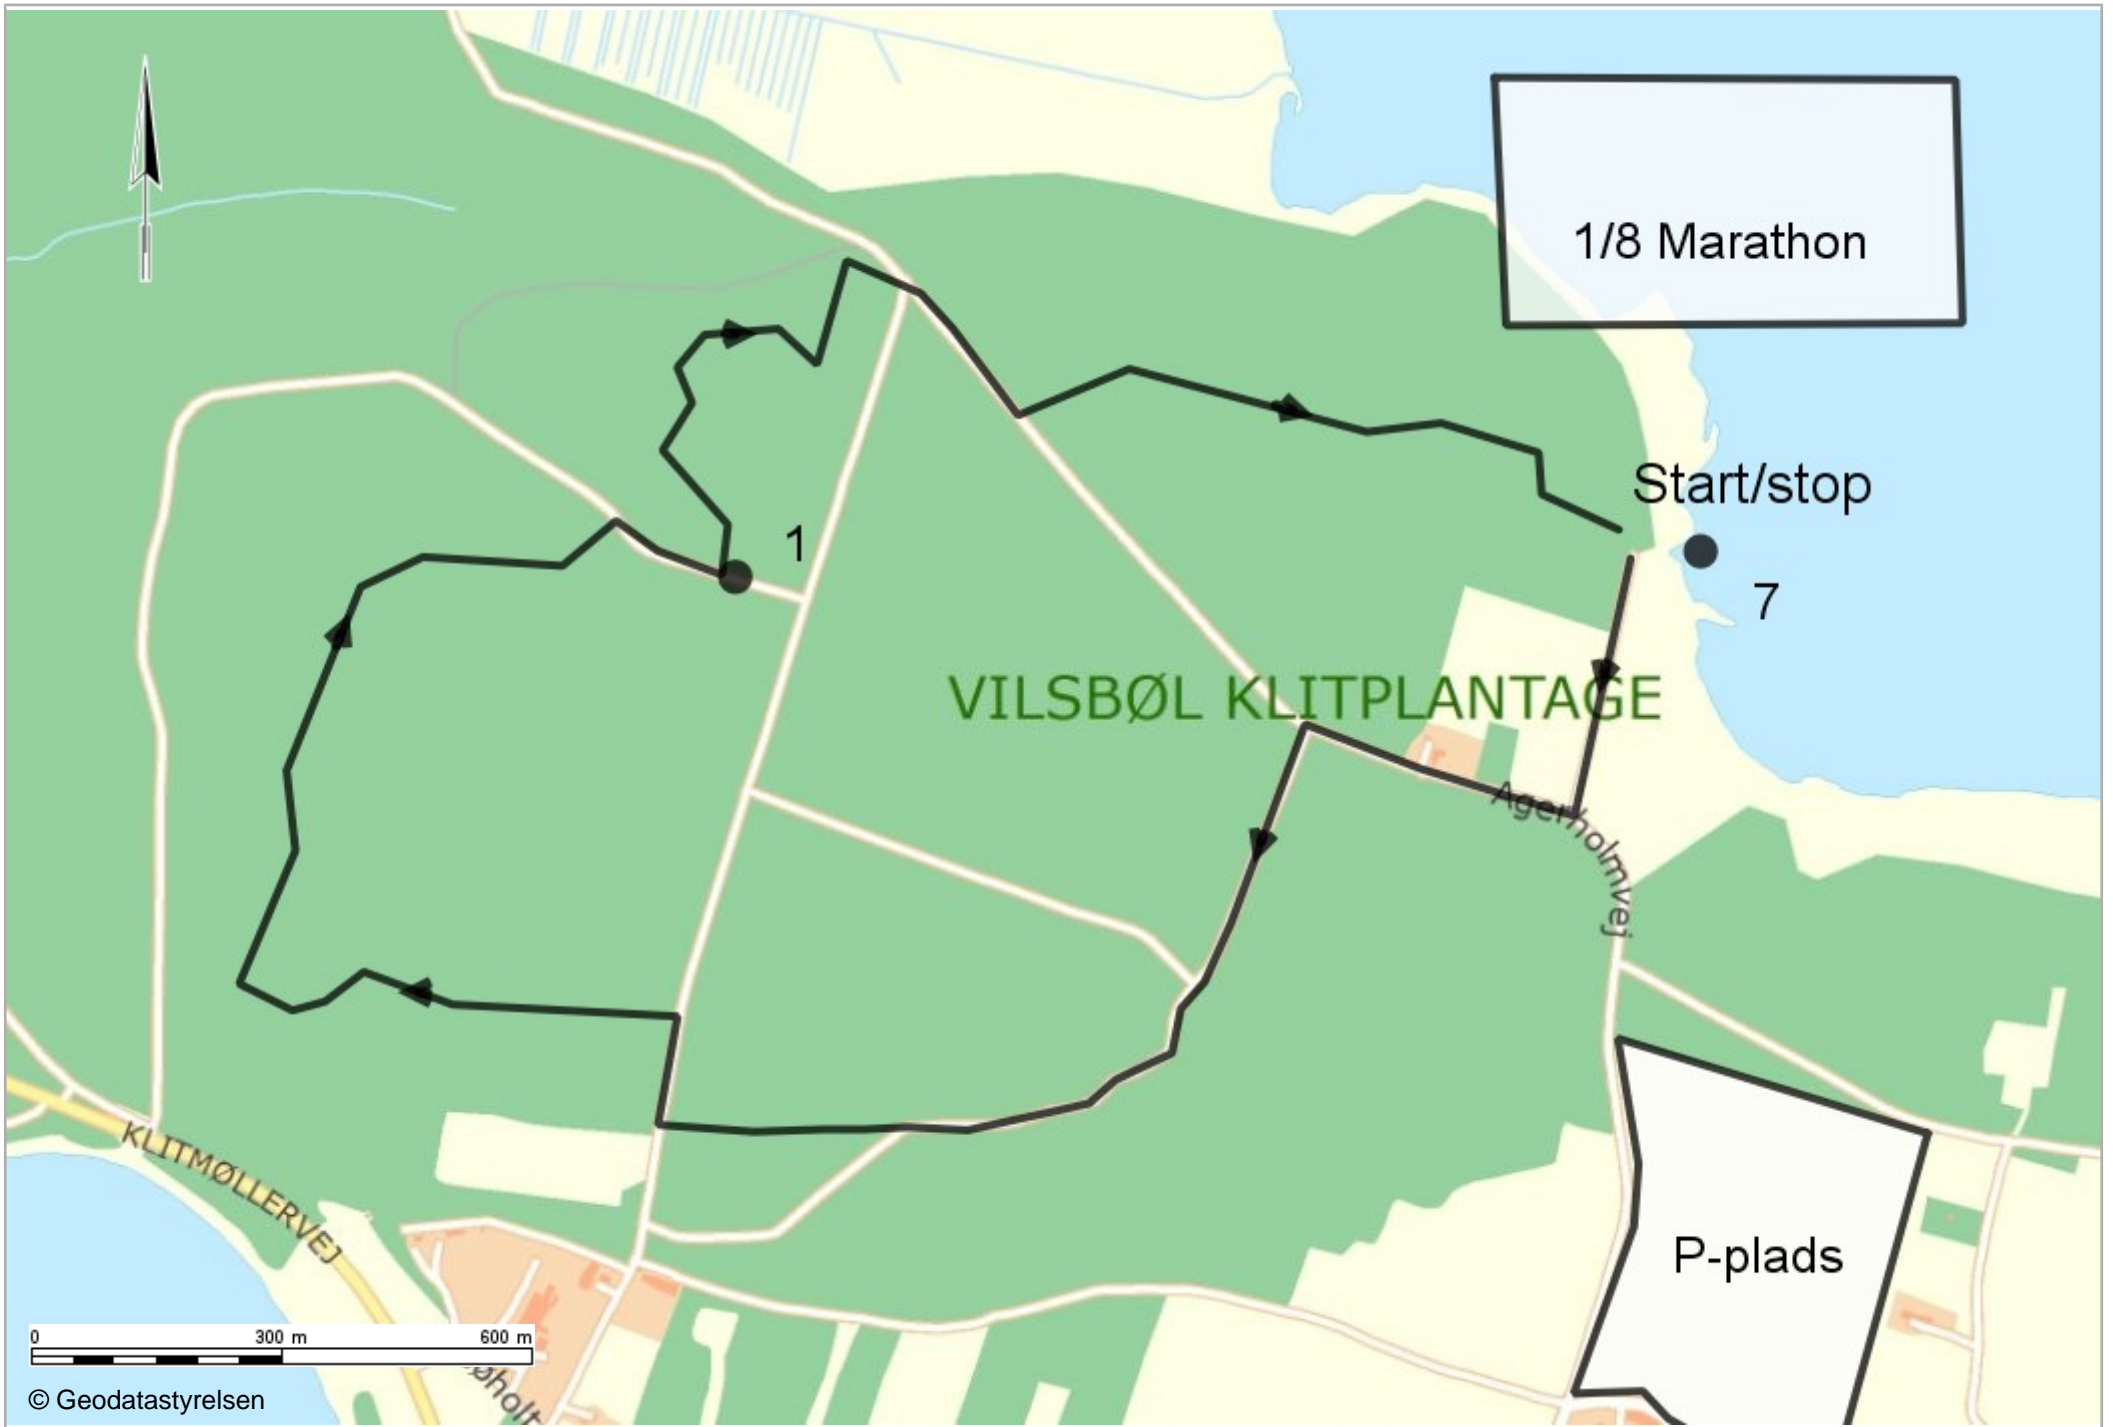 1/8 Marathon
Start/stop
1
7
VILSBØL KLITPLANTAGE
Agerholmvej
KLITMØLLERVEJ
P-plads
0 300 m 600 m
© Geodatastyrelsen